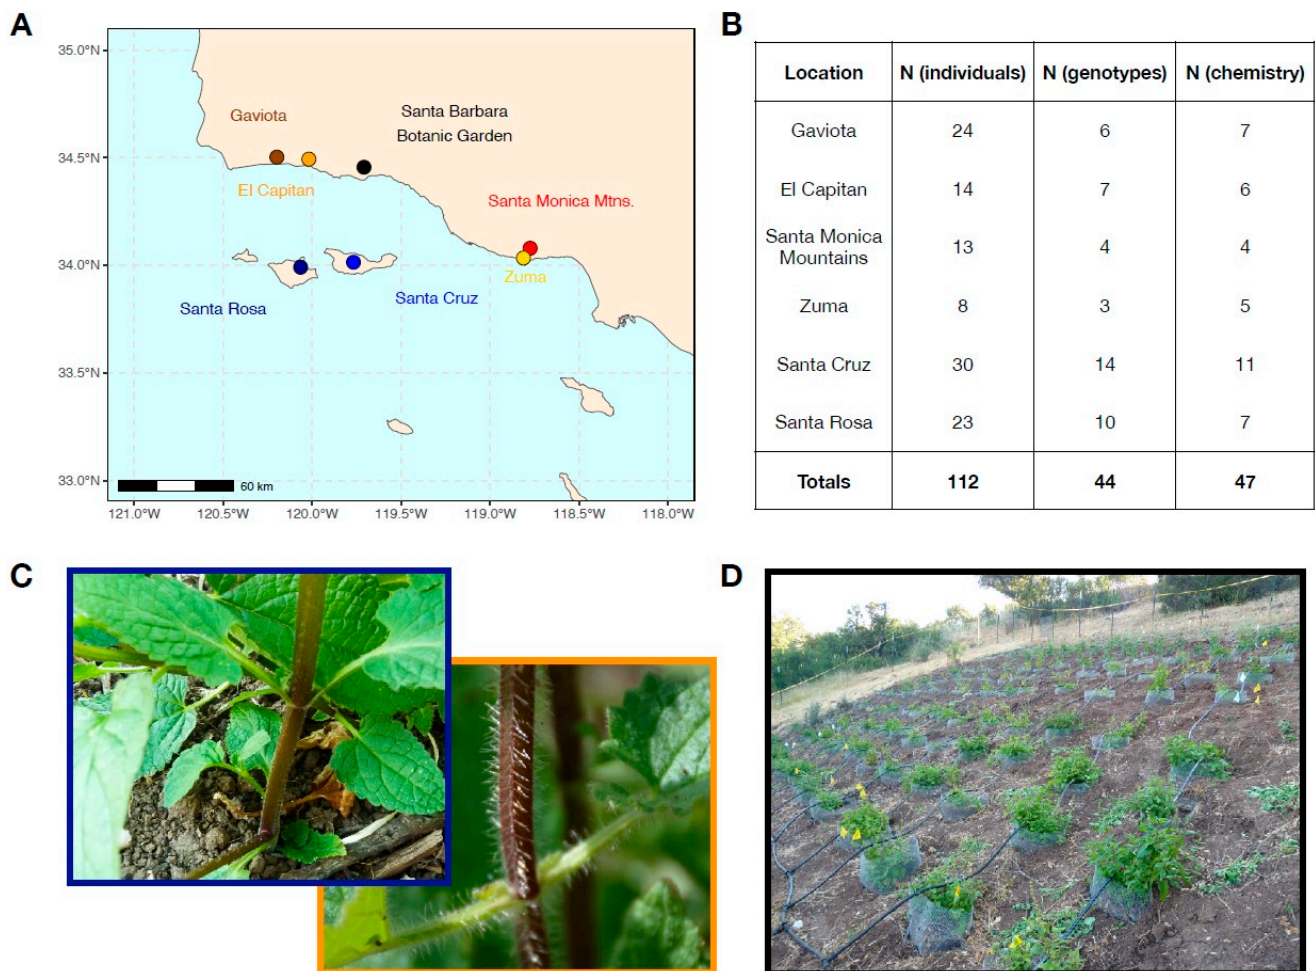 A
35.0°N
34.5°N
34.0°N
33.5°N
33.0°N
121.0°W
120.5°W
120.0°W
119.5°W
119.0°W
118.5°W
118.0°W
Gaviota
Santa Barbara
Botanic Garden
El Capitan
Santa Monica Mtns.
Zuma
Santa Cruz
Santa Rosa
60 km
B
Location N (individuals) N (genotypes) N (chemistry)
Gaviota 24 6 7
El Capitan 14 7 6
Santa Monica
Mountains 13 4 4
Zuma 8 3 5
Santa Cruz 30 14 11
Santa Rosa 23 10 7
Totals 112 44 47
C
D